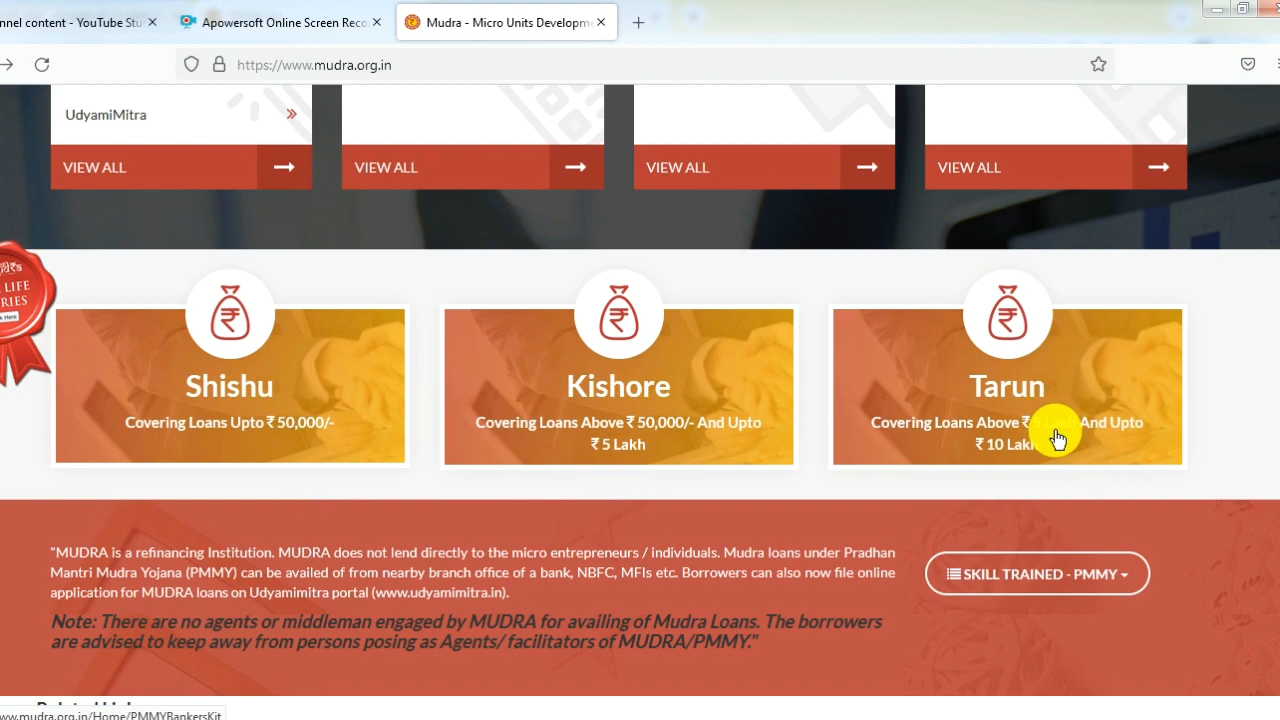 nnel content - YouTube Stu
Apowersoft Online Screen Reco
Mudra - Micro Units Developm
https://www.mudra.org.in
UdyamiMitra
VIEW ALL
VIEW ALL
VIEW ALL
VIEW ALL
LIFE
RIES
Here
Shishu
Covering Loans Upto ₹ 50,000/-
Kishore
Covering Loans Above ₹ 50,000/- And Upto
₹ 5 Lakh
Tarun
Covering Loans Above ₹ 5 Lakh And Upto
₹ 10 Lakh
"MUDRA is a refinancing Institution. MUDRA does not lend directly to the micro entrepreneurs / individuals. Mudra loans under Pradhan
Mantri Mudra Yojana (PMMY) can be availed of from nearby branch office of a bank, NBFC, MFIs etc. Borrowers can also now file online
application for MUDRA loans on Udyamimitra portal (www.udyamimitra.in).
Note: There are no agents or middleman engaged by MUDRA for availing of Mudra Loans. The borrowers
are advised to keep away from persons posing as Agents/ facilitators of MUDRA/PMMY."
SKILL TRAINED - PMMY
ww.mudra.org.in/Home/PMMYBankersKit